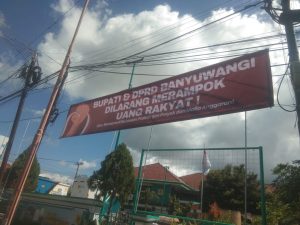 BUPATI & DPRD BANYUWANGI
DILARANG MERAMPOK
UANG RAKYAT!